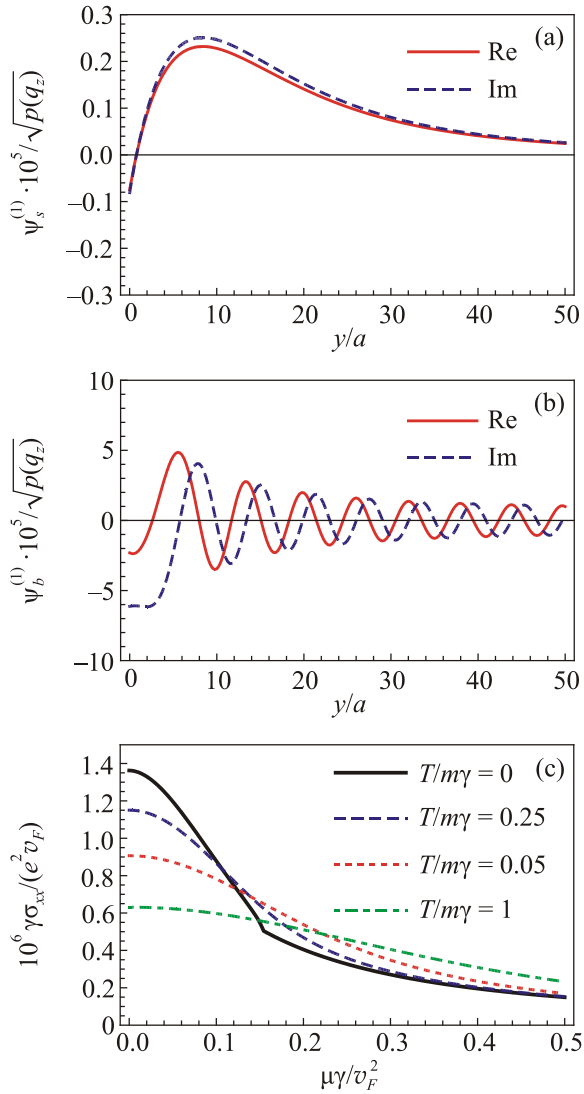 0.3
(a)
Re
0.2
Im
0.1
0.0
−0.1
−0.2
−0.3
ψ_s^(1) ·10^5/√p(q_z)
0 10 20 30 40 50
y/a
10
(b)
Re
5
Im
0
−5
−10
ψ_b^(1) ·10^5/√p(q_z)
0 10 20 30 40 50
y/a
1.4
(c)
T/mγ = 0
1.2
T/mγ = 0.25
1.0
0.8
T/mγ = 0.05
0.6
T/mγ = 1
0.4
0.2
0
10^6 γσ_xx/(e^2 v_F)
0.0 0.1 0.2 0.3 0.4 0.5
μγ/v_F^2